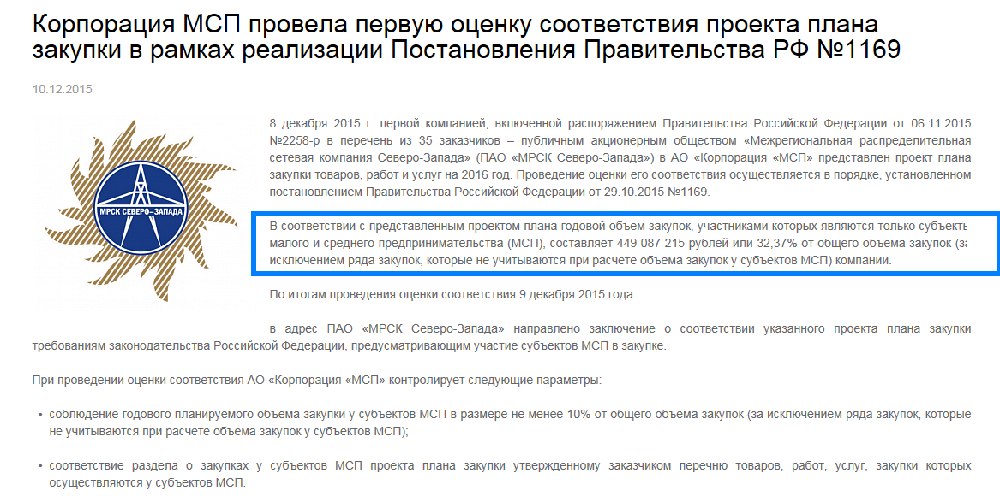 Корпорация МСП провела первую оценку соответствия проекта плана
закупки в рамках реализации Постановления Правительства РФ №1169
10.12.2015
МРСК СЕВЕРО-ЗАПАДА
8 декабря 2015 г. первой компанией, включенной распоряжением Правительства Российской Федерации от 06.11.2015
№2258-р в перечень из 35 заказчиков – публичным акционерным обществом «Межрегиональная распределительная
сетевая компания Северо-Запада» (ПАО «МРСК Северо-Запада») в АО «Корпорация «МСП» представлен проект плана
закупки товаров, работ и услуг на 2016 год. Проведение оценки его соответствия осуществляется в порядке, установленном
постановлением Правительства Российской Федерации от 29.10.2015 №1169.
В соответствии с представленным проектом плана годовой объем закупок, участниками которых являются только субъекты
малого и среднего предпринимательства (МСП), составляет 449 087 215 рублей или 32,37% от общего объема закупок (за
исключением ряда закупок, которые не учитываются при расчете объема закупок у субъектов МСП) компании.
По итогам проведения оценки соответствия 9 декабря 2015 года
в адрес ПАО «МРСК Северо-Запада» направлено заключение о соответствии указанного проекта плана закупки
требованиям законодательства Российской Федерации, предусматривающим участие субъектов МСП в закупке.
При проведении оценки соответствия АО «Корпорация «МСП» контролирует следующие параметры:
• соблюдение годового планируемого объема закупки у субъектов МСП в размере не менее 10% от общего объема закупок (за исключением ряда закупок, которые
не учитываются при расчете объема закупок у субъектов МСП);
• соответствие раздела о закупках у субъектов МСП проекта плана закупки утвержденному заказчиком перечню товаров, работ, услуг, закупки которых
осуществляются у субъектов МСП.